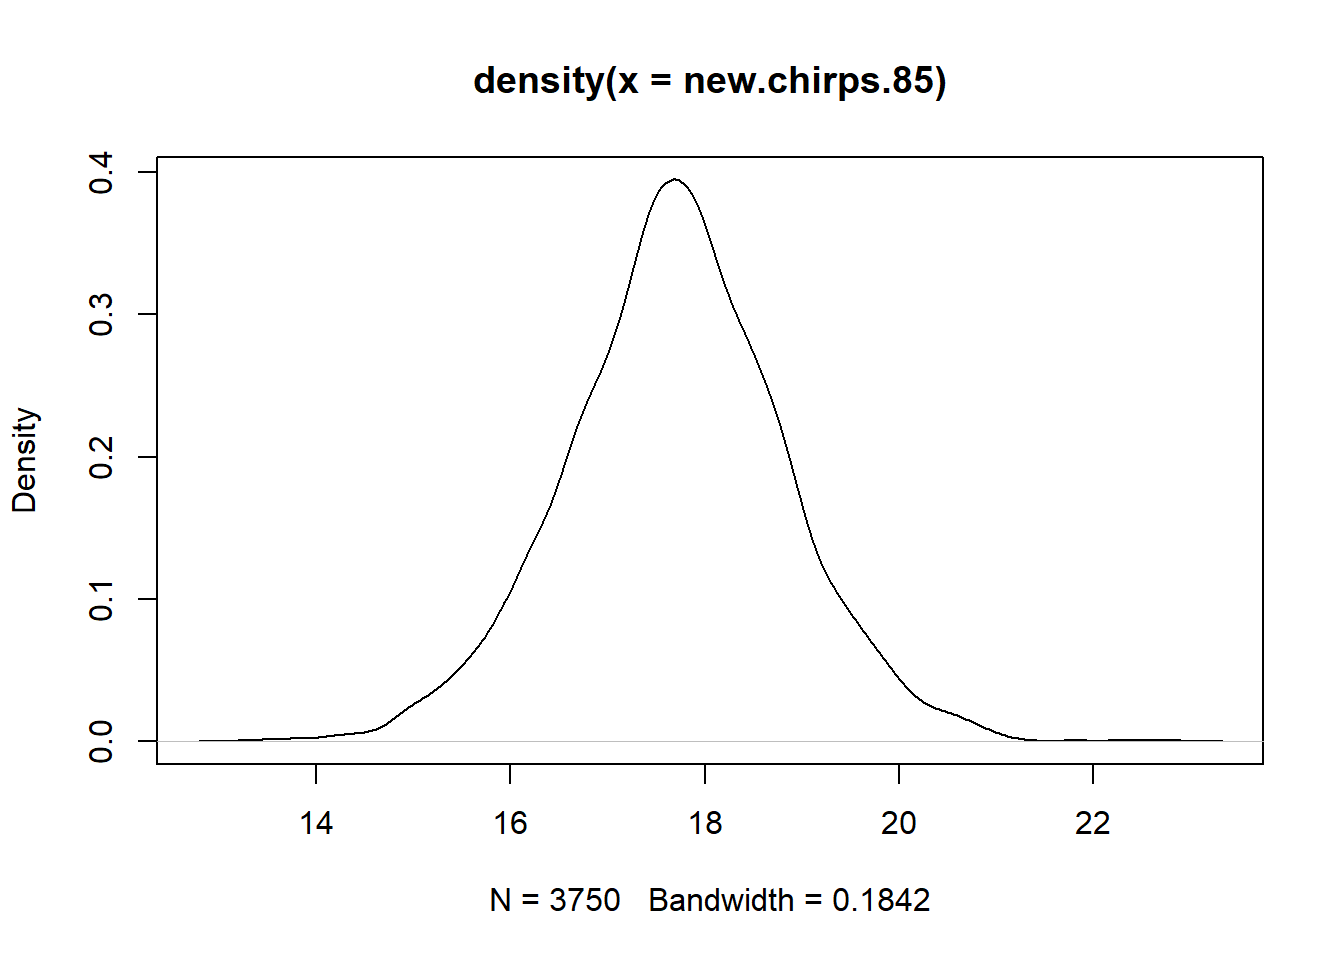 density(x = new.chirps.85)
Density
0.4
0.3
0.2
0.1
0.0
14 16 18 20 22
N = 3750 Bandwidth = 0.1842